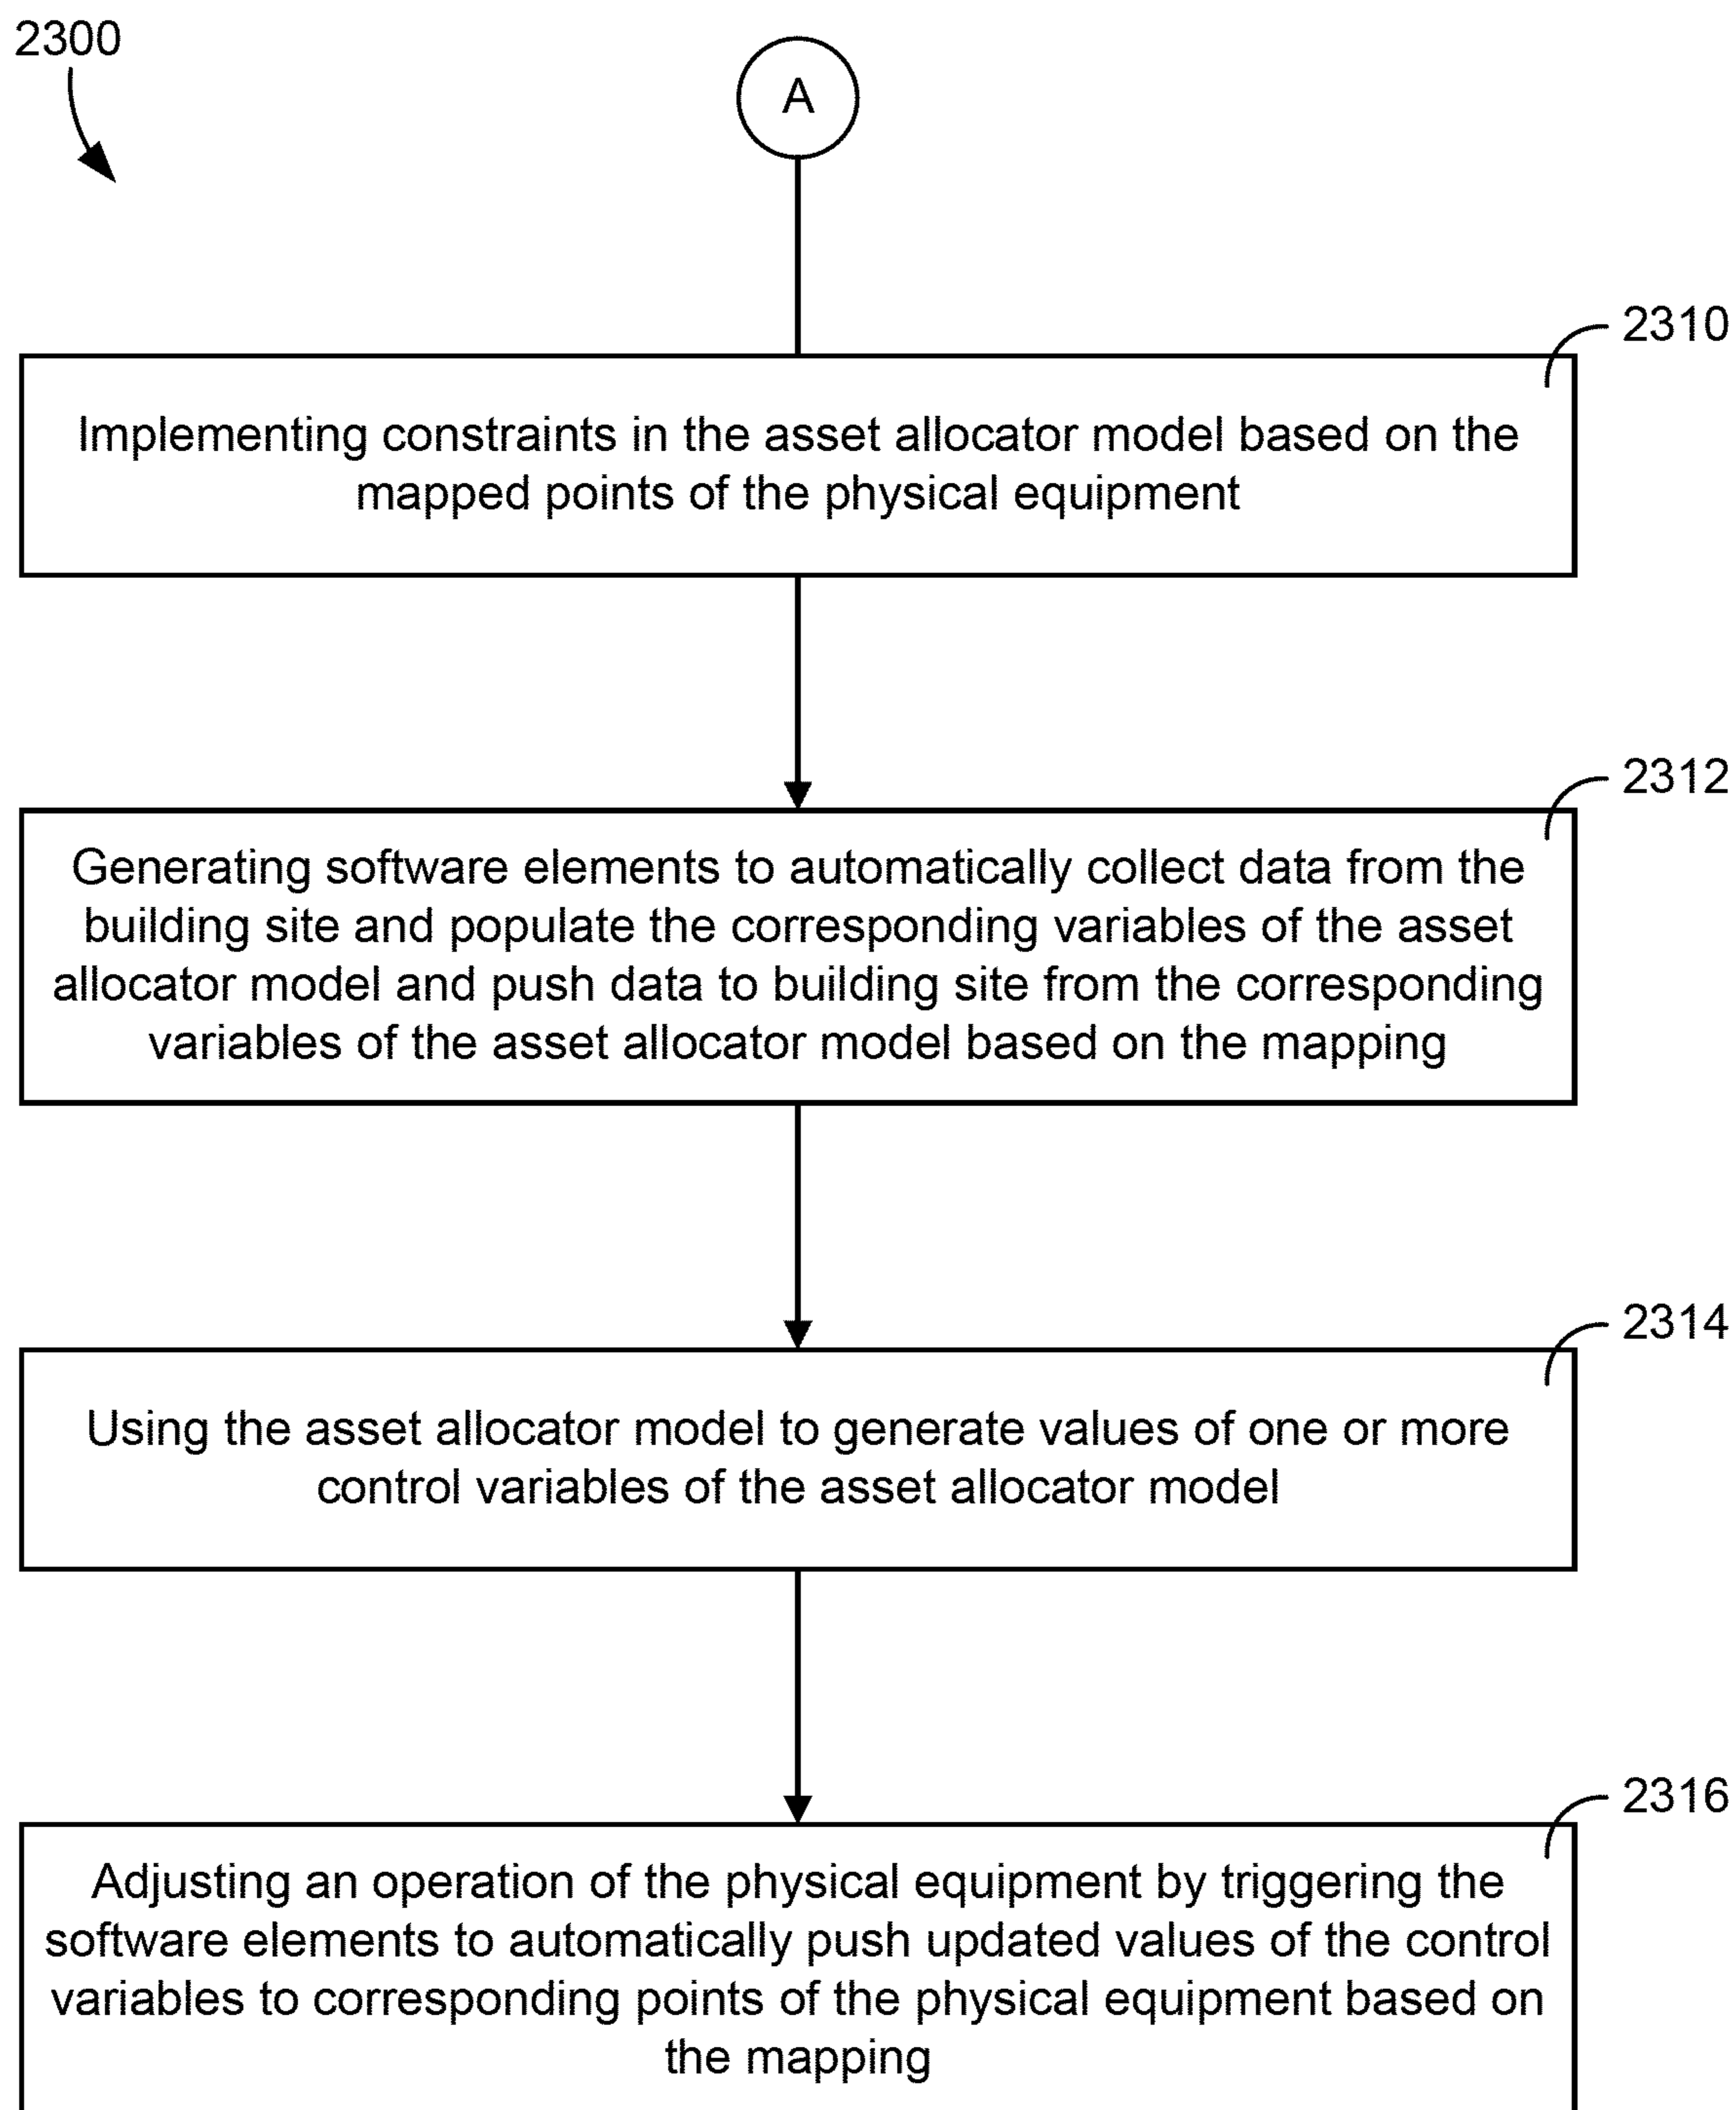 2300
A
2310
Implementing constraints in the asset allocator model based on the
mapped points of the physical equipment
2312
Generating software elements to automatically collect data from the
building site and populate the corresponding variables of the asset
allocator model and push data to building site from the corresponding
variables of the asset allocator model based on the mapping
2314
Using the asset allocator model to generate values of one or more
control variables of the asset allocator model
2316
Adjusting an operation of the physical equipment by triggering the
software elements to automatically push updated values of the control
variables to corresponding points of the physical equipment based on
the mapping